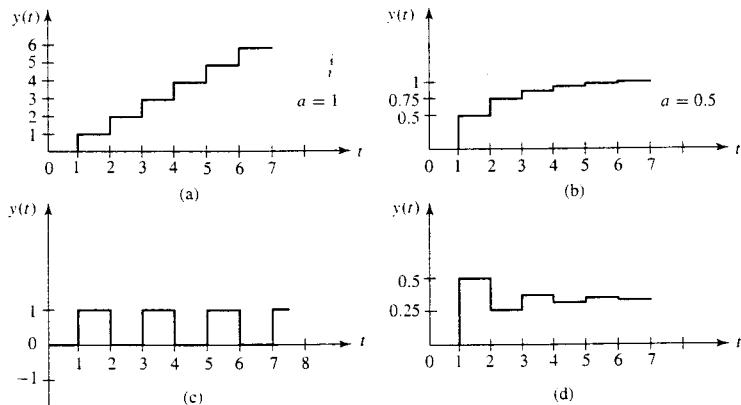 y(t)
6
5
4
3
2
1
0 1 2 3 4 5 6 7 t
a = 1
(a)
y(t)
1
0.75
0.5
0 1 2 3 4 5 6 7 t
a = 0.5
(b)
y(t)
1
0
−1
1 2 3 4 5 6 7 8 t
(c)
y(t)
0.5
0.25
0 1 2 3 4 5 6 7 t
(d)